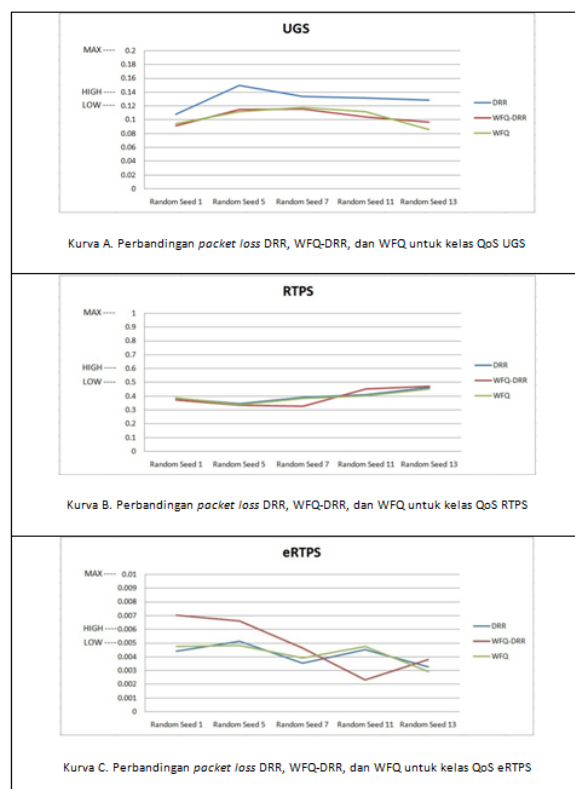 UGS
MAX ----
HIGH ----
LOW ----
0.2
0.18
0.16
0.14
0.12
0.1
0.08
0.06
0.04
0.02
0
Random Seed 1 Random Seed 5 Random Seed 7 Random Seed 11 Random Seed 13
DRR
WFQ-DRR
WFQ
Kurva A. Perbandingan packet loss DRR, WFQ-DRR, dan WFQ untuk kelas QoS UGS
RTPS
MAX ----
HIGH ----
LOW ----
1
0.9
0.8
0.7
0.6
0.5
0.4
0.3
0.2
0.1
0
Random Seed 1 Random Seed 5 Random Seed 7 Random Seed 11 Random Seed 13
DRR
WFQ-DRR
WFQ
Kurva B. Perbandingan packet loss DRR, WFQ-DRR, dan WFQ untuk kelas QoS RTPS
eRTPS
MAX ----
HIGH ----
LOW ----
0.01
0.009
0.008
0.007
0.006
0.005
0.004
0.003
0.002
0.001
0
Random Seed 1 Random Seed 5 Random Seed 7 Random Seed 11 Random Seed 13
DRR
WFQ-DRR
WFQ
Kurva C. Perbandingan packet loss DRR, WFQ-DRR, dan WFQ untuk kelas QoS eRTPS